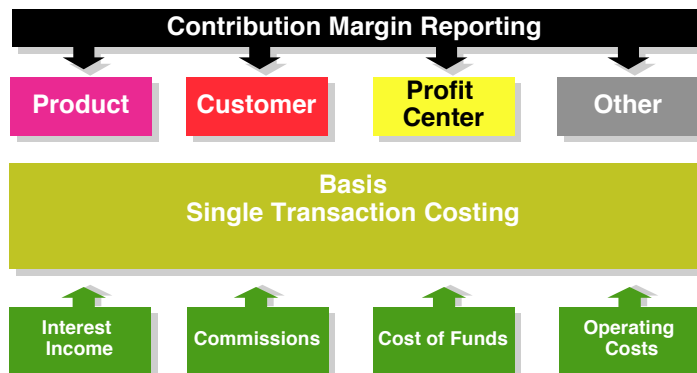 Contribution Margin Reporting
Product
Customer
Profit
Center
Other
Basis
Single Transaction Costing
Interest
Income
Commissions
Cost of Funds
Operating
Costs